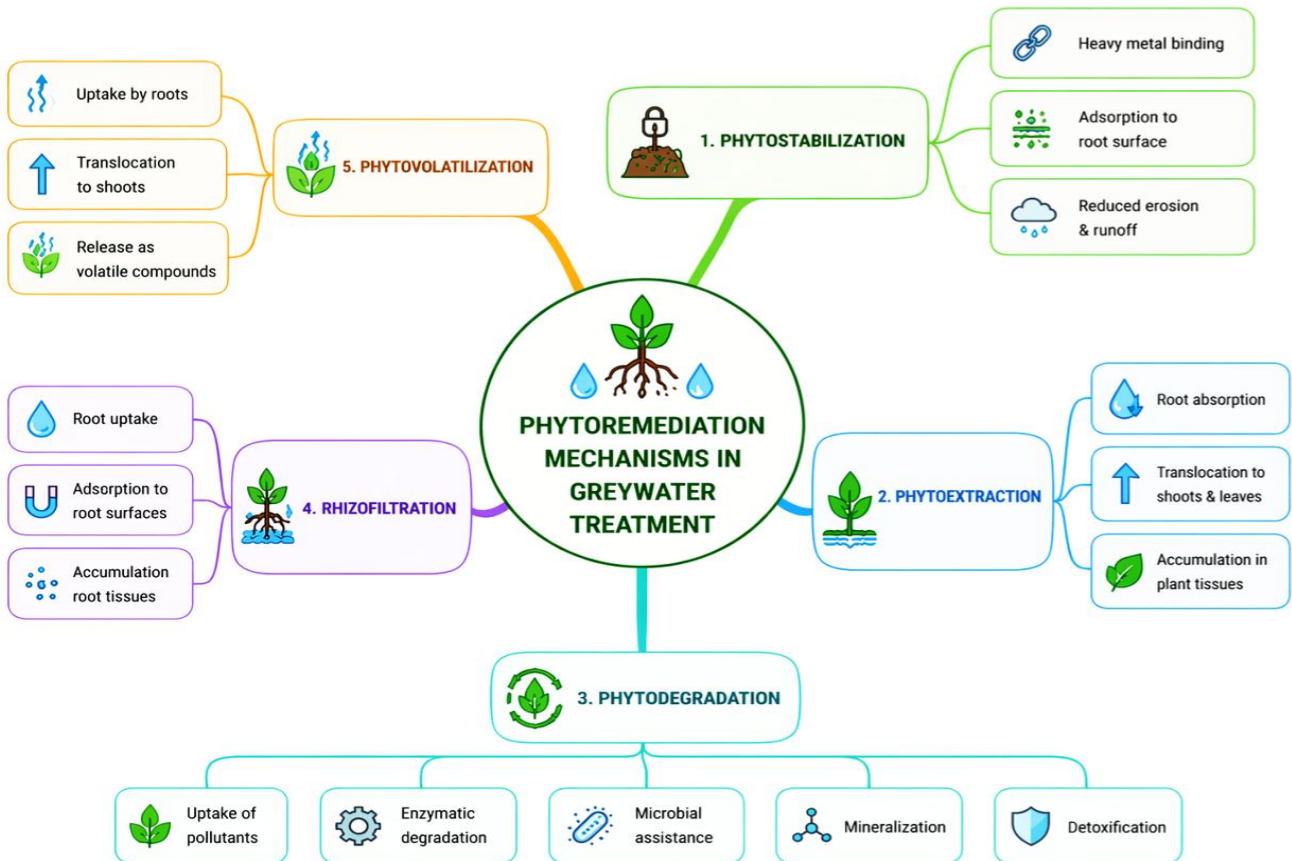 PHYTOREMEDIATION
MECHANISMS IN
GREYWATER
TREATMENT
1. PHYTOSTABILIZATION
Heavy metal binding
Adsorption to
root surface
Reduced erosion
& runoff
2. PHYTOEXTRACTION
Root absorption
Translocation to
shoots & leaves
Accumulation in
plant tissues
3. PHYTODEGRADATION
Uptake of
pollutants
Enzymatic
degradation
Microbial
assistance
Mineralization
Detoxification
4. RHIZOFILTRATION
Root uptake
Adsorption to
root surfaces
Accumulation
root tissues
5. PHYTOVOLATILIZATION
Uptake by roots
Translocation
to shoots
Release as
volatile compounds